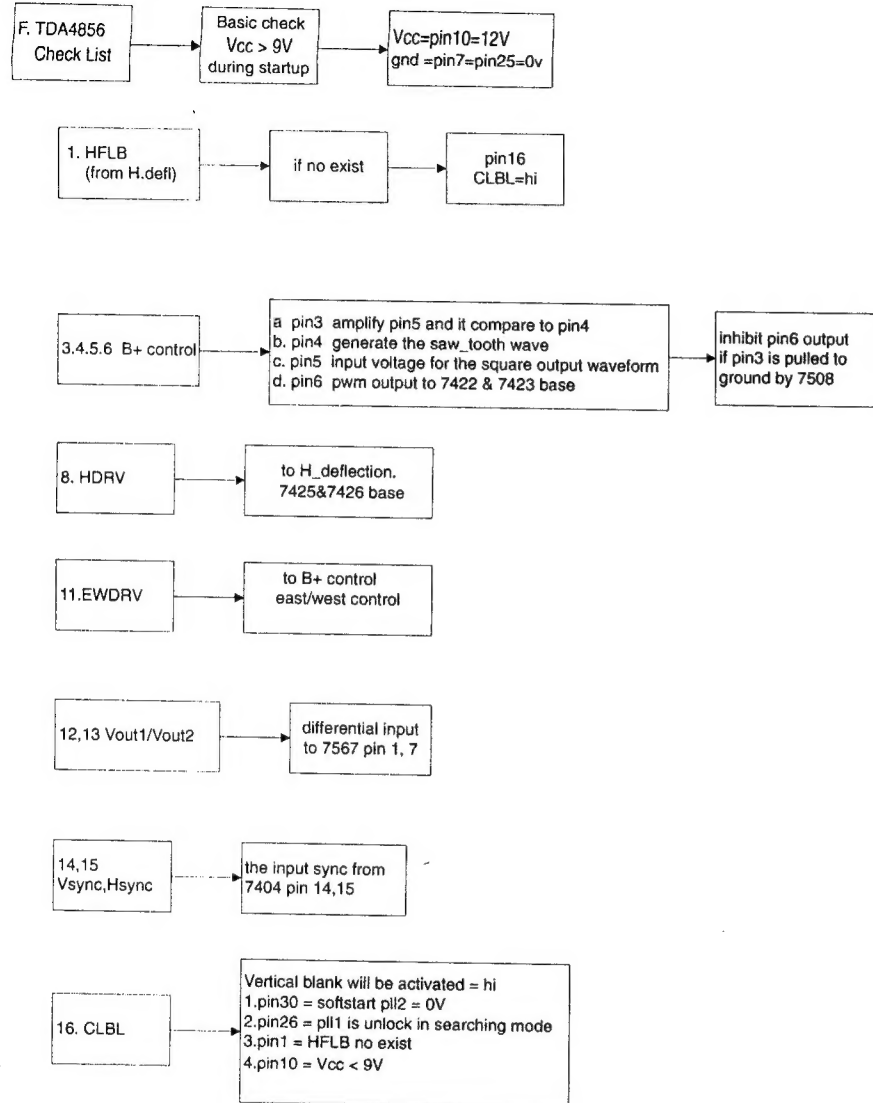 F. TDA4856
Check List
Basic check
Vcc > 9V
during startup
Vcc=pin10=12V
gnd =pin7=pin25=0v
1. HFLB
(from H.defl)
if no exist
pin16
CLBL=hi
3.4.5.6 B+ control
a pin3 amplify pin5 and it compare to pin4
b. pin4 generate the saw_tooth wave
c. pin5 input voltage for the square output waveform
d. pin6 pwm output to 7422 & 7423 base
inhibit pin6 output
if pin3 is pulled to
ground by 7508
8. HDRV
to H_deflection.
7425&7426 base
11.EWDRV
to B+ control
east/west control
12,13 Vout1/Vout2
differential input
to 7567 pin 1, 7
14,15
Vsync,Hsync
the input sync from
7404 pin 14,15
16. CLBL
Vertical blank will be activated = hi
1.pin30 = softstart pll2 = 0V
2.pin26 = pll1 is unlock in searching mode
3.pin1 = HFLB no exist
4.pin10 = Vcc < 9V